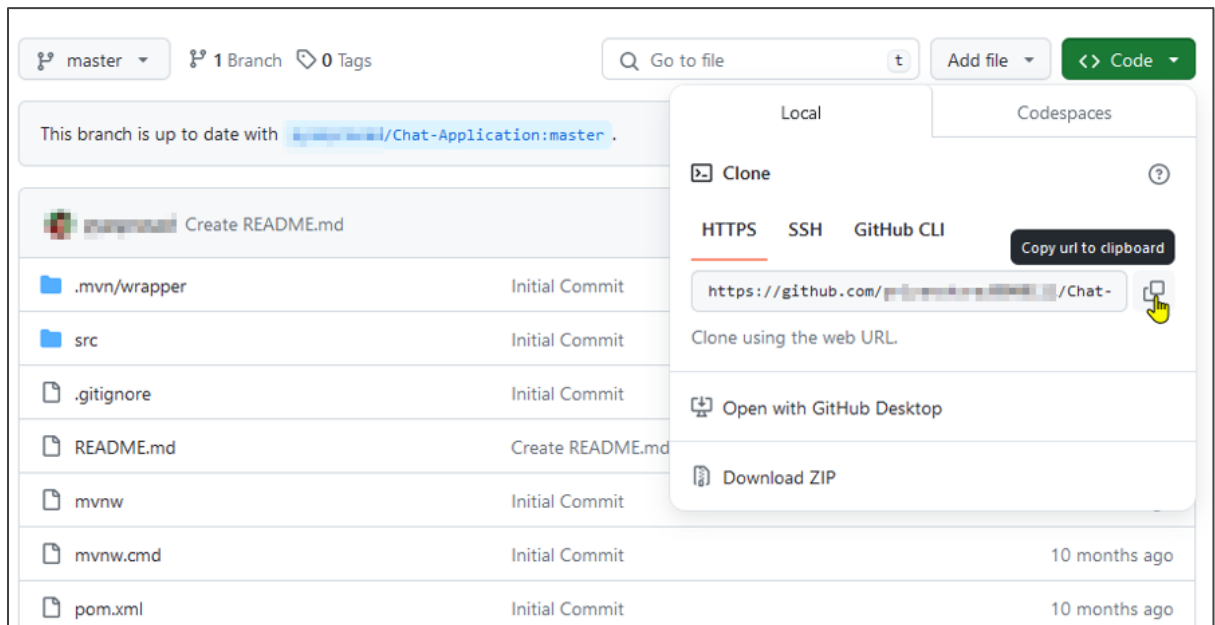 master 1 Branch 0 Tags Go to file t Add file <> Code
This branch is up to date with /Chat-Application:master .
Create README.md
.mvn/wrapper Initial Commit
src Initial Commit
.gitignore Initial Commit
README.md Create README.md
mvnw Initial Commit
mvnw.cmd Initial Commit 10 months ago
pom.xml Initial Commit 10 months ago
Local Codespaces
Clone
HTTPS SSH GitHub CLI
Copy url to clipboard
https://github.com/ /Chat-
Clone using the web URL.
Open with GitHub Desktop
Download ZIP